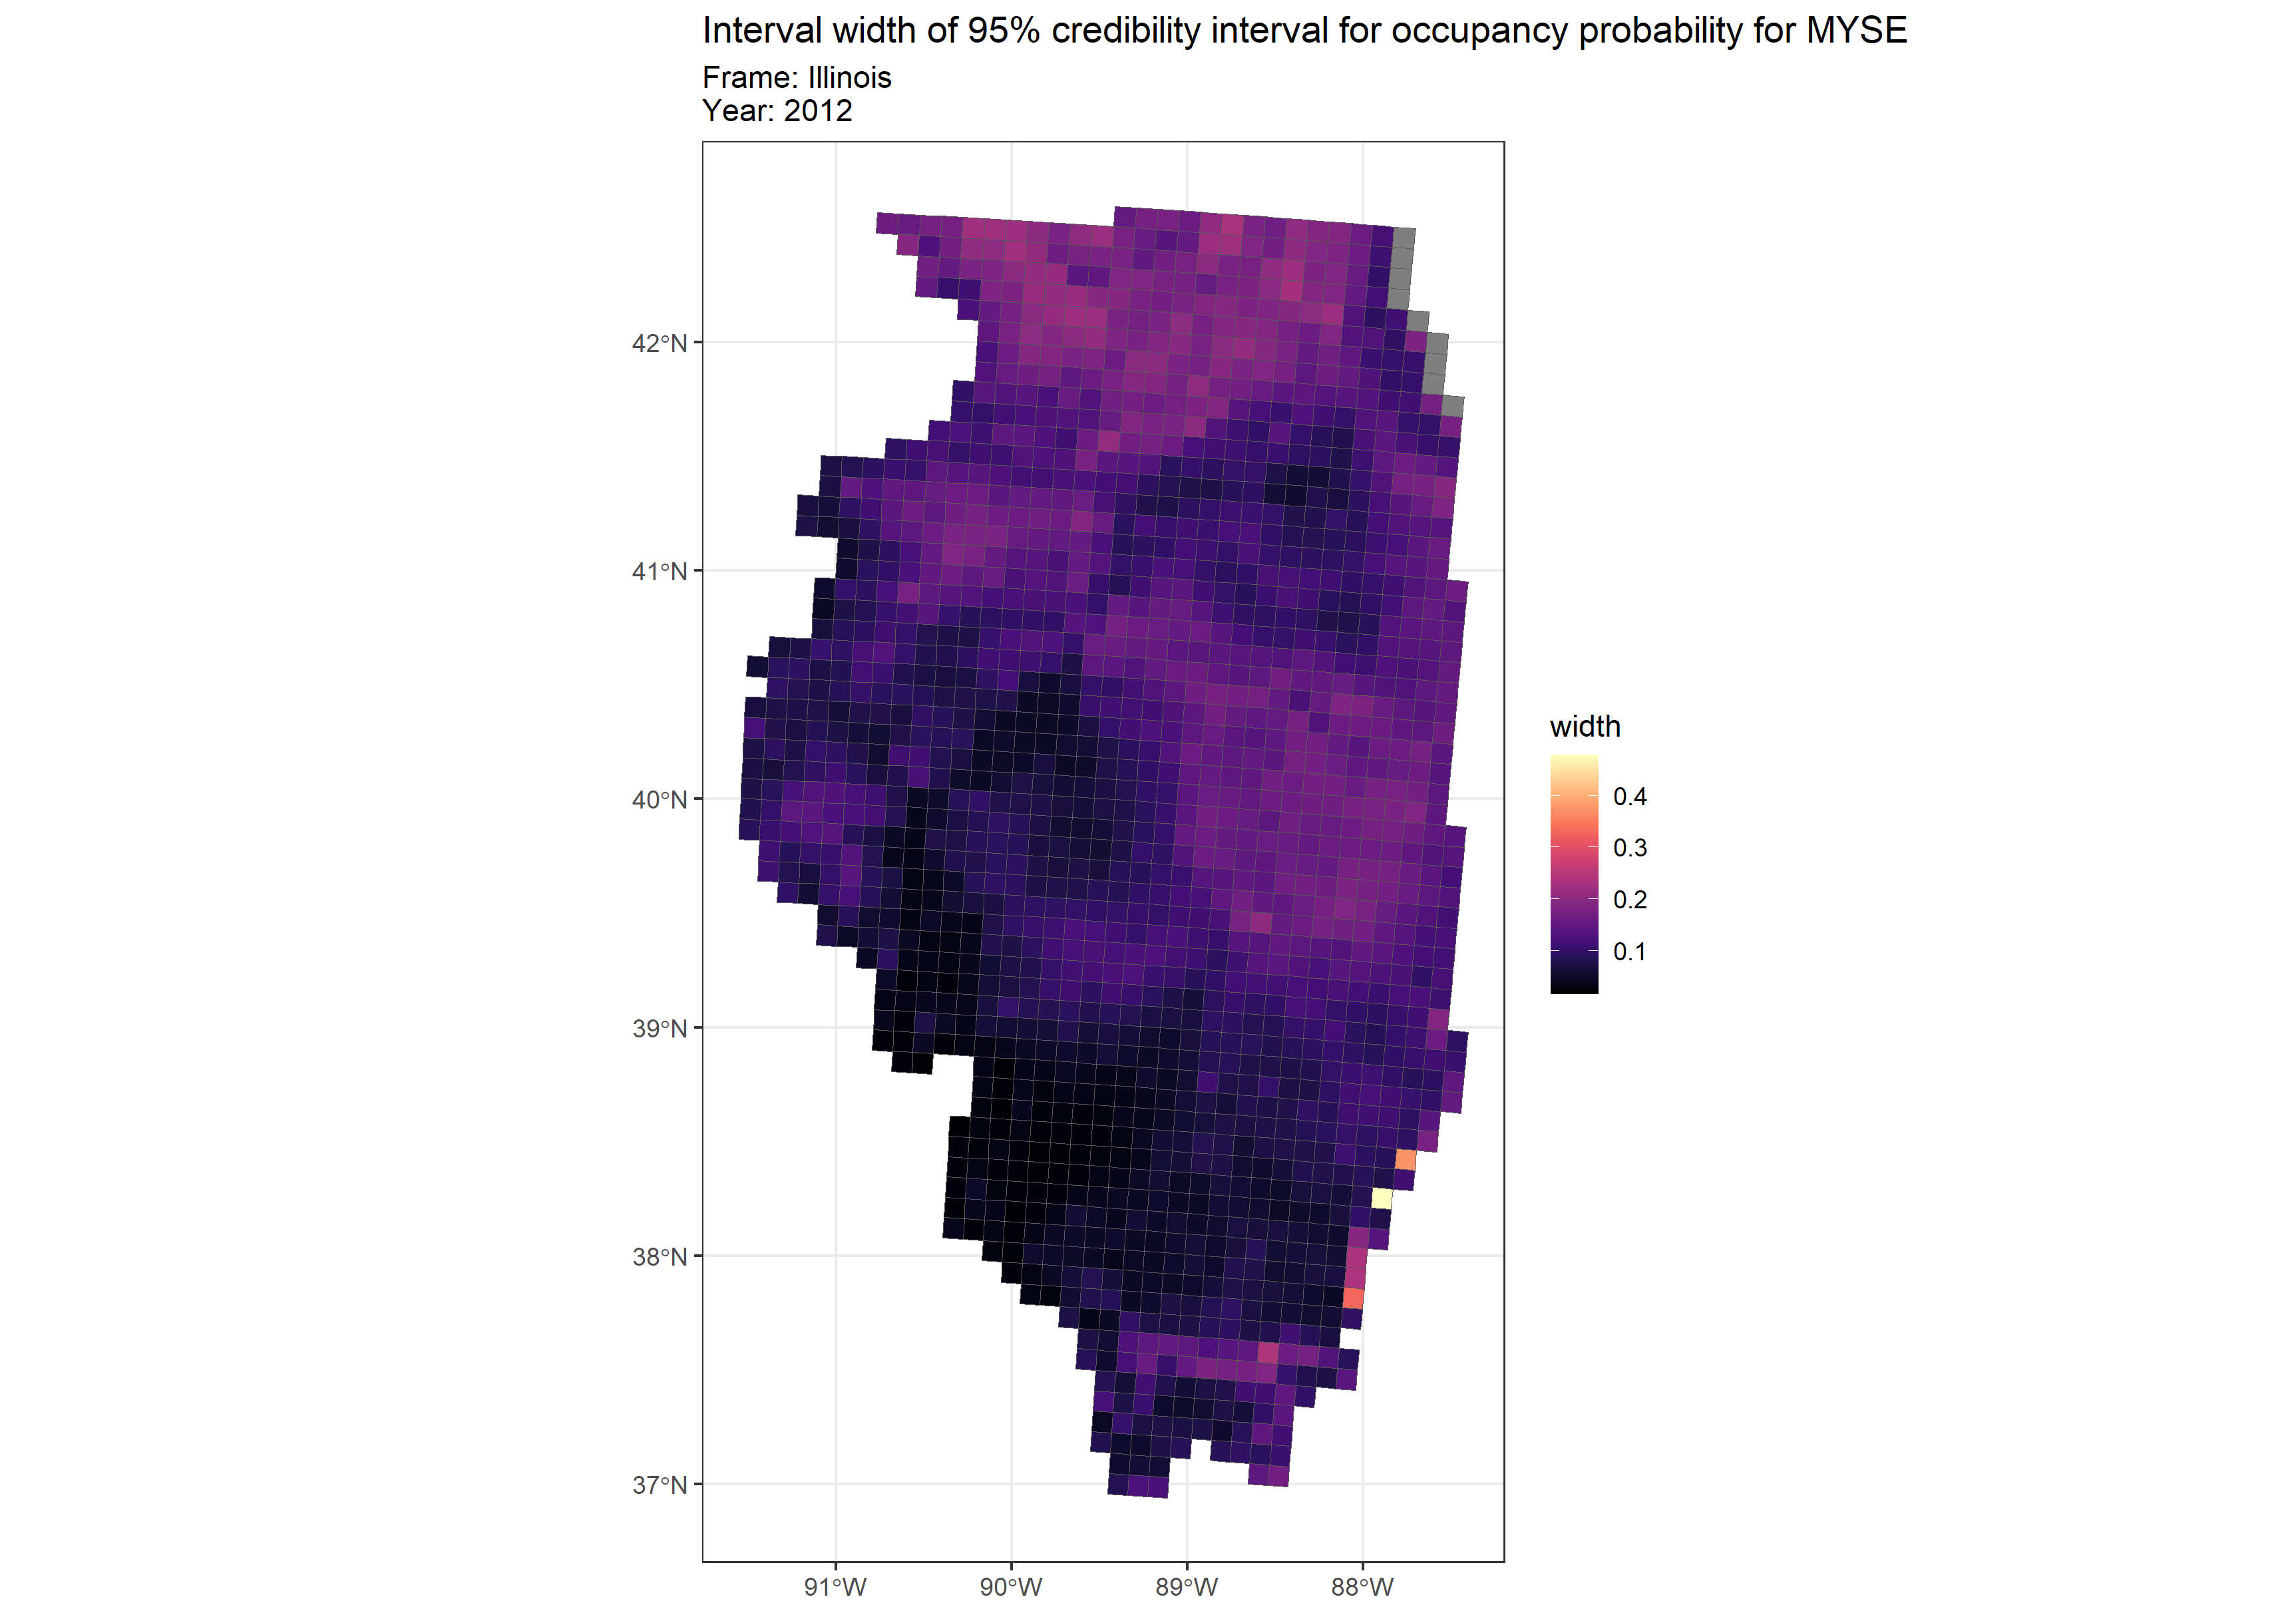 Interval width of 95% credibility interval for occupancy probability for MYSE
Frame: Illinois
Year: 2012
42°N
41°N
40°N
39°N
38°N
37°N
91°W
90°W
89°W
88°W
width
0.4
0.3
0.2
0.1